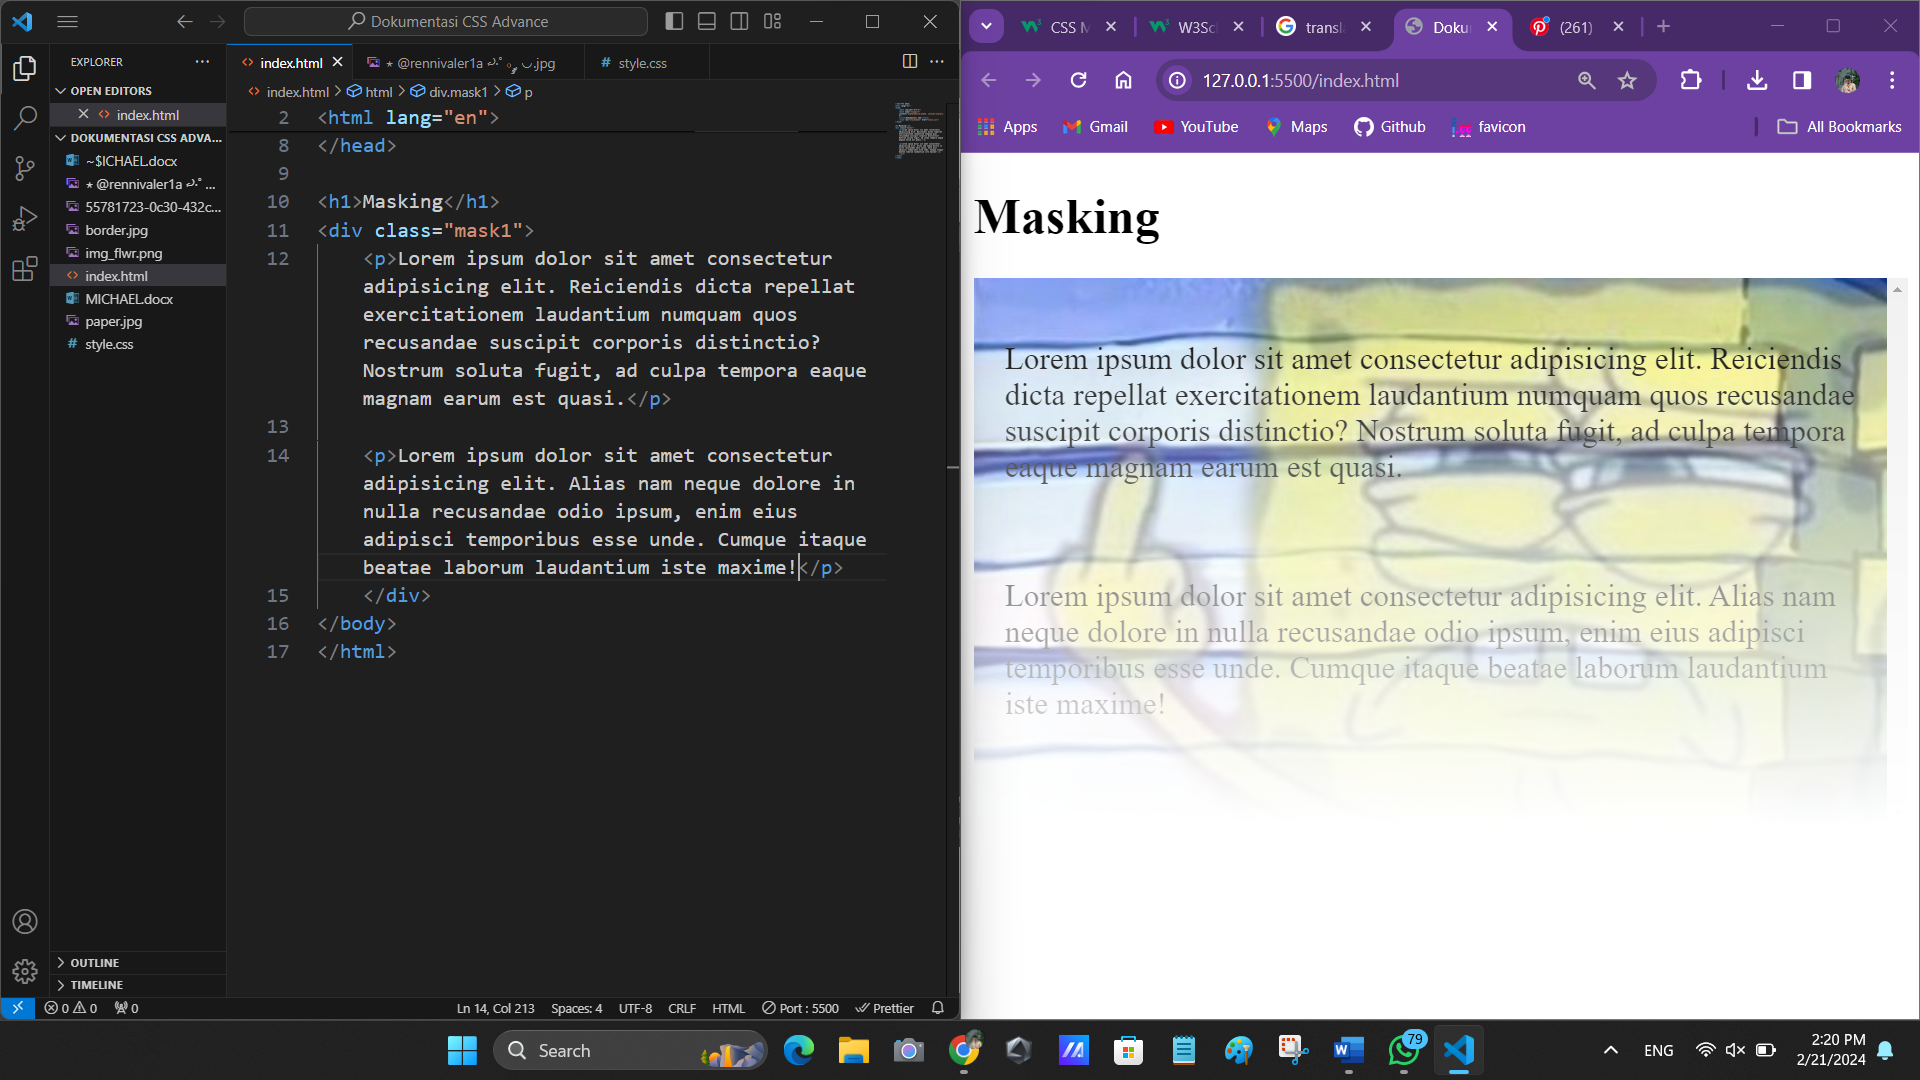 Dokumentasi CSS Advance
EXPLORER
OPEN EDITORS
index.html
DOKUMENTASI CSS ADVA...
~$ICHAEL.docx
⋆ @rennivaler1a ...
55781723-0c30-432c...
border.jpg
img_flwr.png
index.html
MICHAEL.docx
paper.jpg
style.css
OUTLINE
TIMELINE
index.html
⋆ @rennivaler1a .jpg
style.css
index.html > html > div.mask1 > p
2 <html lang="en">
8 </head>
9
10 <h1>Masking</h1>
11 <div class="mask1">
12 <p>Lorem ipsum dolor sit amet consectetur
adipisicing elit. Reiciendis dicta repellat
exercitationem laudantium numquam quos
recusandae suscipit corporis distinctio?
Nostrum soluta fugit, ad culpa tempora eaque
magnam earum est quasi.</p>
13
14 <p>Lorem ipsum dolor sit amet consectetur
adipisicing elit. Alias nam neque dolore in
nulla recusandae odio ipsum, enim eius
adipisci temporibus esse unde. Cumque itaque
beatae laborum laudantium iste maxime!</p>
15 </div>
16 </body>
17 </html>
0 0 0 Ln 14, Col 213 Spaces: 4 UTF-8 CRLF HTML Port : 5500 Prettier
CSS M W3Sc transl Doku (261)
127.0.0.1:5500/index.html
Apps Gmail YouTube Maps Github favicon All Bookmarks
Masking
Lorem ipsum dolor sit amet consectetur adipisicing elit. Reiciendis
dicta repellat exercitationem laudantium numquam quos recusandae
suscipit corporis distinctio? Nostrum soluta fugit, ad culpa tempora
eaque magnam earum est quasi.
Lorem ipsum dolor sit amet consectetur adipisicing elit. Alias nam
neque dolore in nulla recusandae odio ipsum, enim eius adipisci
temporibus esse unde. Cumque itaque beatae laborum laudantium
iste maxime!
Search
79
ENG
2:20 PM
2/21/2024